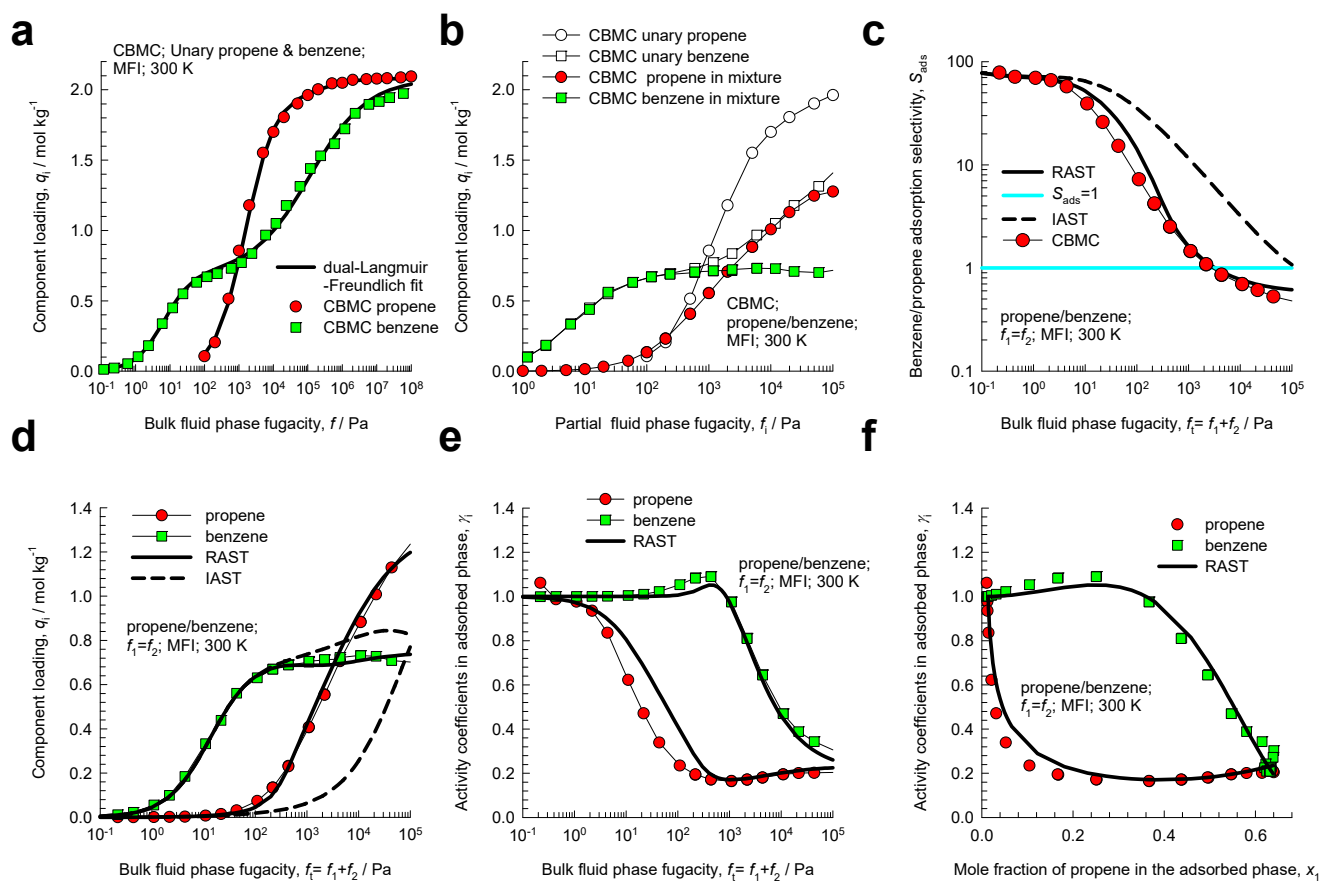 a
CBMC; Unary propene & benzene;
MFI; 300 K
Component loading, qᵢ / mol kg⁻¹
2.0
1.5
1.0
0.5
0.0
dual-Langmuir
-Freundlich fit
CBMC propene
CBMC benzene
10⁻¹ 10⁰ 10¹ 10² 10³ 10⁴ 10⁵ 10⁶ 10⁷ 10⁸
Bulk fluid phase fugacity, f / Pa
b
CBMC unary propene
CBMC unary benzene
CBMC propene in mixture
CBMC benzene in mixture
Component loading, qᵢ / mol kg⁻¹
2.0
1.5
1.0
0.5
0.0
CBMC;
propene/benzene;
MFI; 300 K
10⁰ 10¹ 10² 10³ 10⁴ 10⁵
Partial fluid phase fugacity, fᵢ / Pa
c
Benzene/propene adsorption selectivity, S_ads
100
10
1
0.1
RAST
S_ads=1
IAST
CBMC
propene/benzene;
f₁=f₂; MFI; 300 K
10⁻¹ 10⁰ 10¹ 10² 10³ 10⁴ 10⁵
Bulk fluid phase fugacity, fₜ= f₁+f₂ / Pa
d
propene
benzene
RAST
IAST
Component loading, qᵢ / mol kg⁻¹
1.4
1.2
1.0
0.8
0.6
0.4
0.2
0.0
propene/benzene;
f₁=f₂; MFI; 300 K
10⁻¹ 10⁰ 10¹ 10² 10³ 10⁴ 10⁵
Bulk fluid phase fugacity, fₜ= f₁+f₂ / Pa
e
propene
benzene
RAST
Activity coefficients in adsorbed phase, γᵢ
1.4
1.2
1.0
0.8
0.6
0.4
0.2
0.0
propene/benzene;
f₁=f₂; MFI; 300 K
10⁻¹ 10⁰ 10¹ 10² 10³ 10⁴ 10⁵
Bulk fluid phase fugacity, fₜ= f₁+f₂ / Pa
f
propene
benzene
RAST
Activity coefficients in adsorbed phase, γᵢ
1.4
1.2
1.0
0.8
0.6
0.4
0.2
0.0
propene/benzene;
f₁=f₂; MFI; 300 K
0.0 0.2 0.4 0.6
Mole fraction of propene in the adsorbed phase, x₁